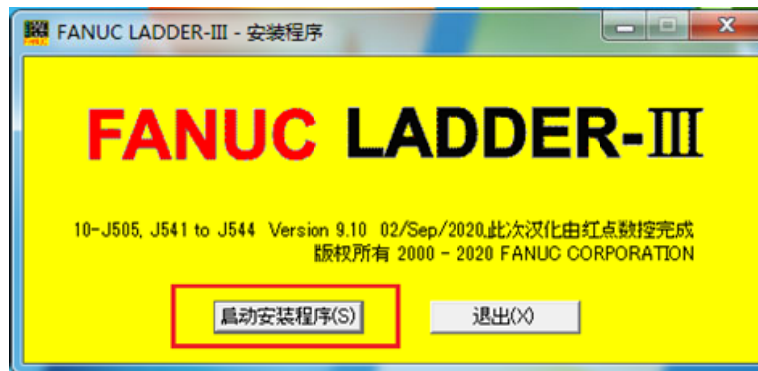 FANUC LADDER-III - 安装程序
FANUC LADDER-III
10-J505, J541 to J544 Version 9.10 02/Sep/2020,此次汉化由红点数控完成
版权所有 2000 - 2020 FANUC CORPORATION
启动安装程序(S) 退出(X)